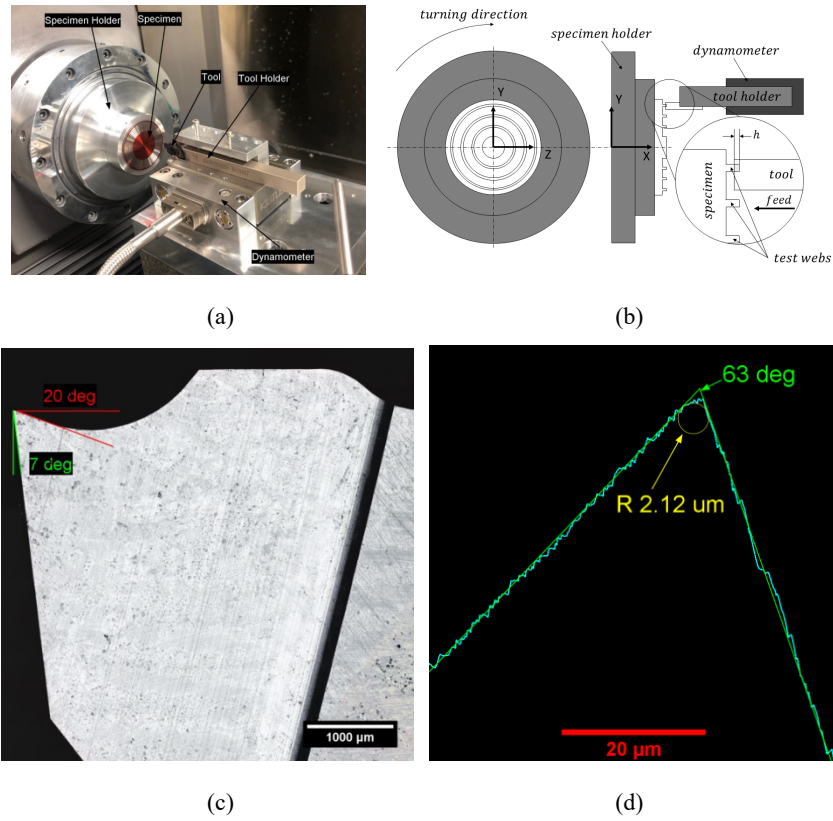 Specimen Holder
Specimen
Tool
Tool Holder
Dynamometer
(a)
turning direction
specimen holder
dynamometer
tool holder
Y
Z
Y
X
h
tool
specimen
feed
test webs
(b)
20 deg
7 deg
1000 µm
(c)
63 deg
R 2.12 um
20 µm
(d)